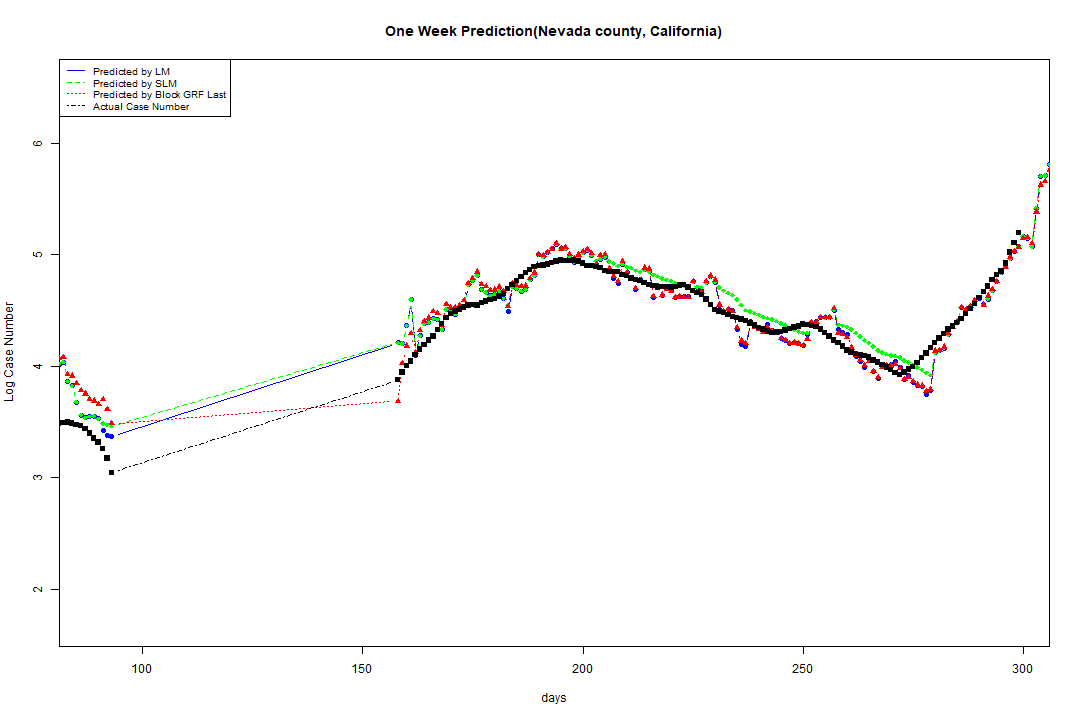 One Week Prediction(Nevada county, California)
Predicted by LM
Predicted by SLM
Predicted by Block GRF Last
Actual Case Number
Log Case Number
6
5
4
3
2
100 150 200 250 300
days